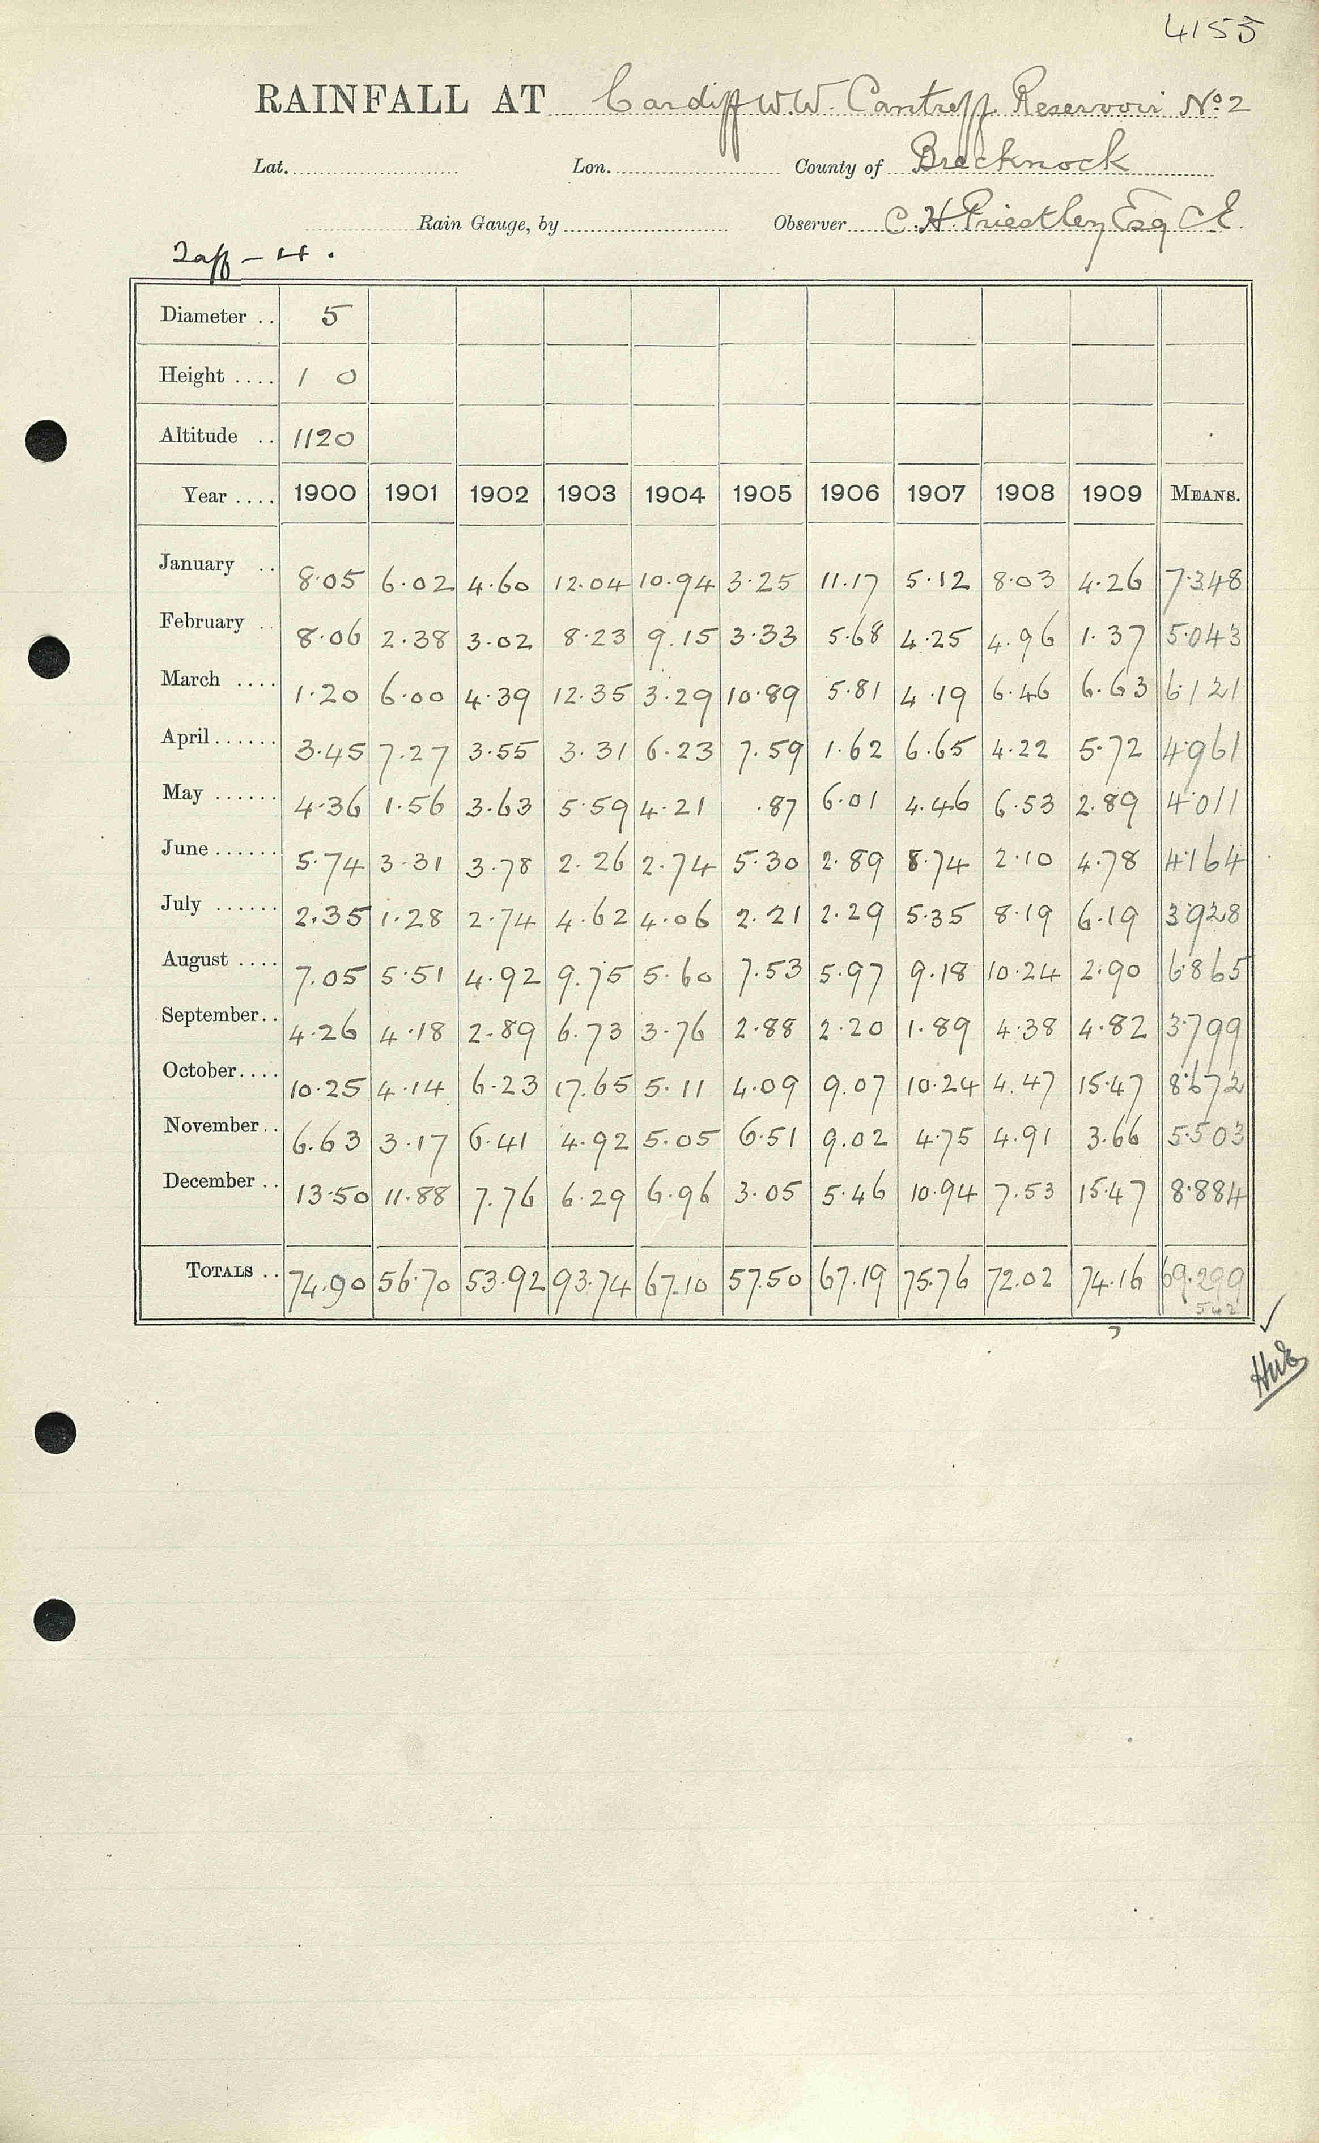 4155
RAINFALL AT Cardiff W.W. Cantreff Reservoir No 2
Lat. Lon. County of Brecknock
Rain Gauge, by Observer C. H. Priestley Esq C E.
Taff – 4 .
Diameter .. 5
Height .... 1 0
Altitude .. 1120
Year .... 1900 1901 1902 1903 1904 1905 1906 1907 1908 1909 MEANS.
January .. 8.05 6.02 4.60 12.04 10.94 3.25 11.17 5.12 8.03 4.26 7.348
February .. 8.06 2.38 3.02 8.23 9.15 3.33 5.68 4.25 4.96 1.37 5.043
March .... 1.20 6.00 4.39 12.35 3.29 10.89 5.81 4.19 6.46 6.63 6.121
April...... 3.45 7.27 3.55 3.31 6.23 7.59 1.62 6.65 4.22 5.72 4.961
May ...... 4.36 1.56 3.63 5.59 4.21 .87 6.01 4.46 6.53 2.89 4.011
June...... 5.74 3.31 3.78 2.26 2.74 5.30 2.89 8.74 2.10 4.78 4.164
July ...... 2.35 1.28 2.74 4.62 4.06 2.21 2.29 5.35 8.19 6.19 3.928
August .... 7.05 5.51 4.92 9.75 5.60 7.53 5.97 9.18 10.24 2.90 6.865
September.. 4.26 4.18 2.89 6.73 3.76 2.88 2.20 1.89 4.38 4.82 3.799
October.... 10.25 4.14 6.23 17.65 5.11 4.09 9.07 10.24 4.47 15.47 8.672
November.. 6.63 3.17 6.41 4.92 5.05 6.51 9.02 4.75 4.91 3.66 5.503
December .. 13.50 11.88 7.76 6.29 6.96 3.05 5.46 10.94 7.53 15.47 8.884
TOTALS .. 74.90 56.70 53.92 93.74 67.10 57.50 67.19 75.76 72.02 74.16 69.299
542